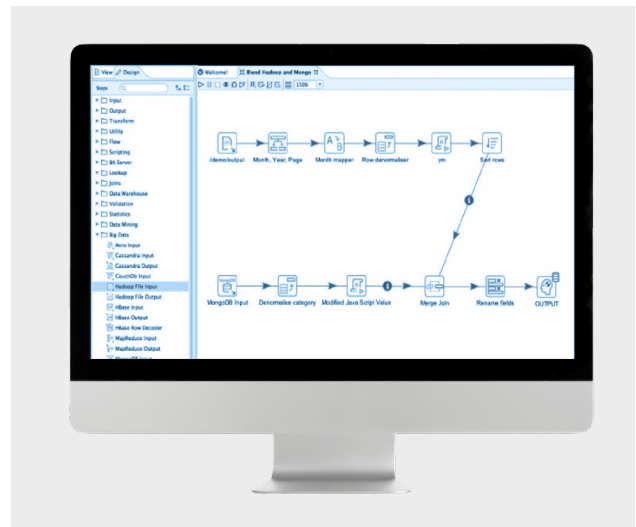 View Design
Welcome! Blend Hadoop and Mongo
Steps
150%
Input
Output
Transform
Utility
Flow
Scripting
BA Server
Lookup
Joins
Data Warehouse
Validation
Statistics
Data Mining
Big Data
Avro Input
Cassandra Input
Cassandra Output
CouchDb Input
Hadoop File Input
Hadoop File Output
HBase Input
HBase Output
HBase Row Decoder
MapReduce Input
MapReduce Output
MongoDB Input
A
B
/demo/output Month, Year, Page Month mapper Row denormaliser ym Sort rows
MongoDB
MongoDB Input Denormalise category Modified Java Script Value Merge Join Rename fields OUTPUT